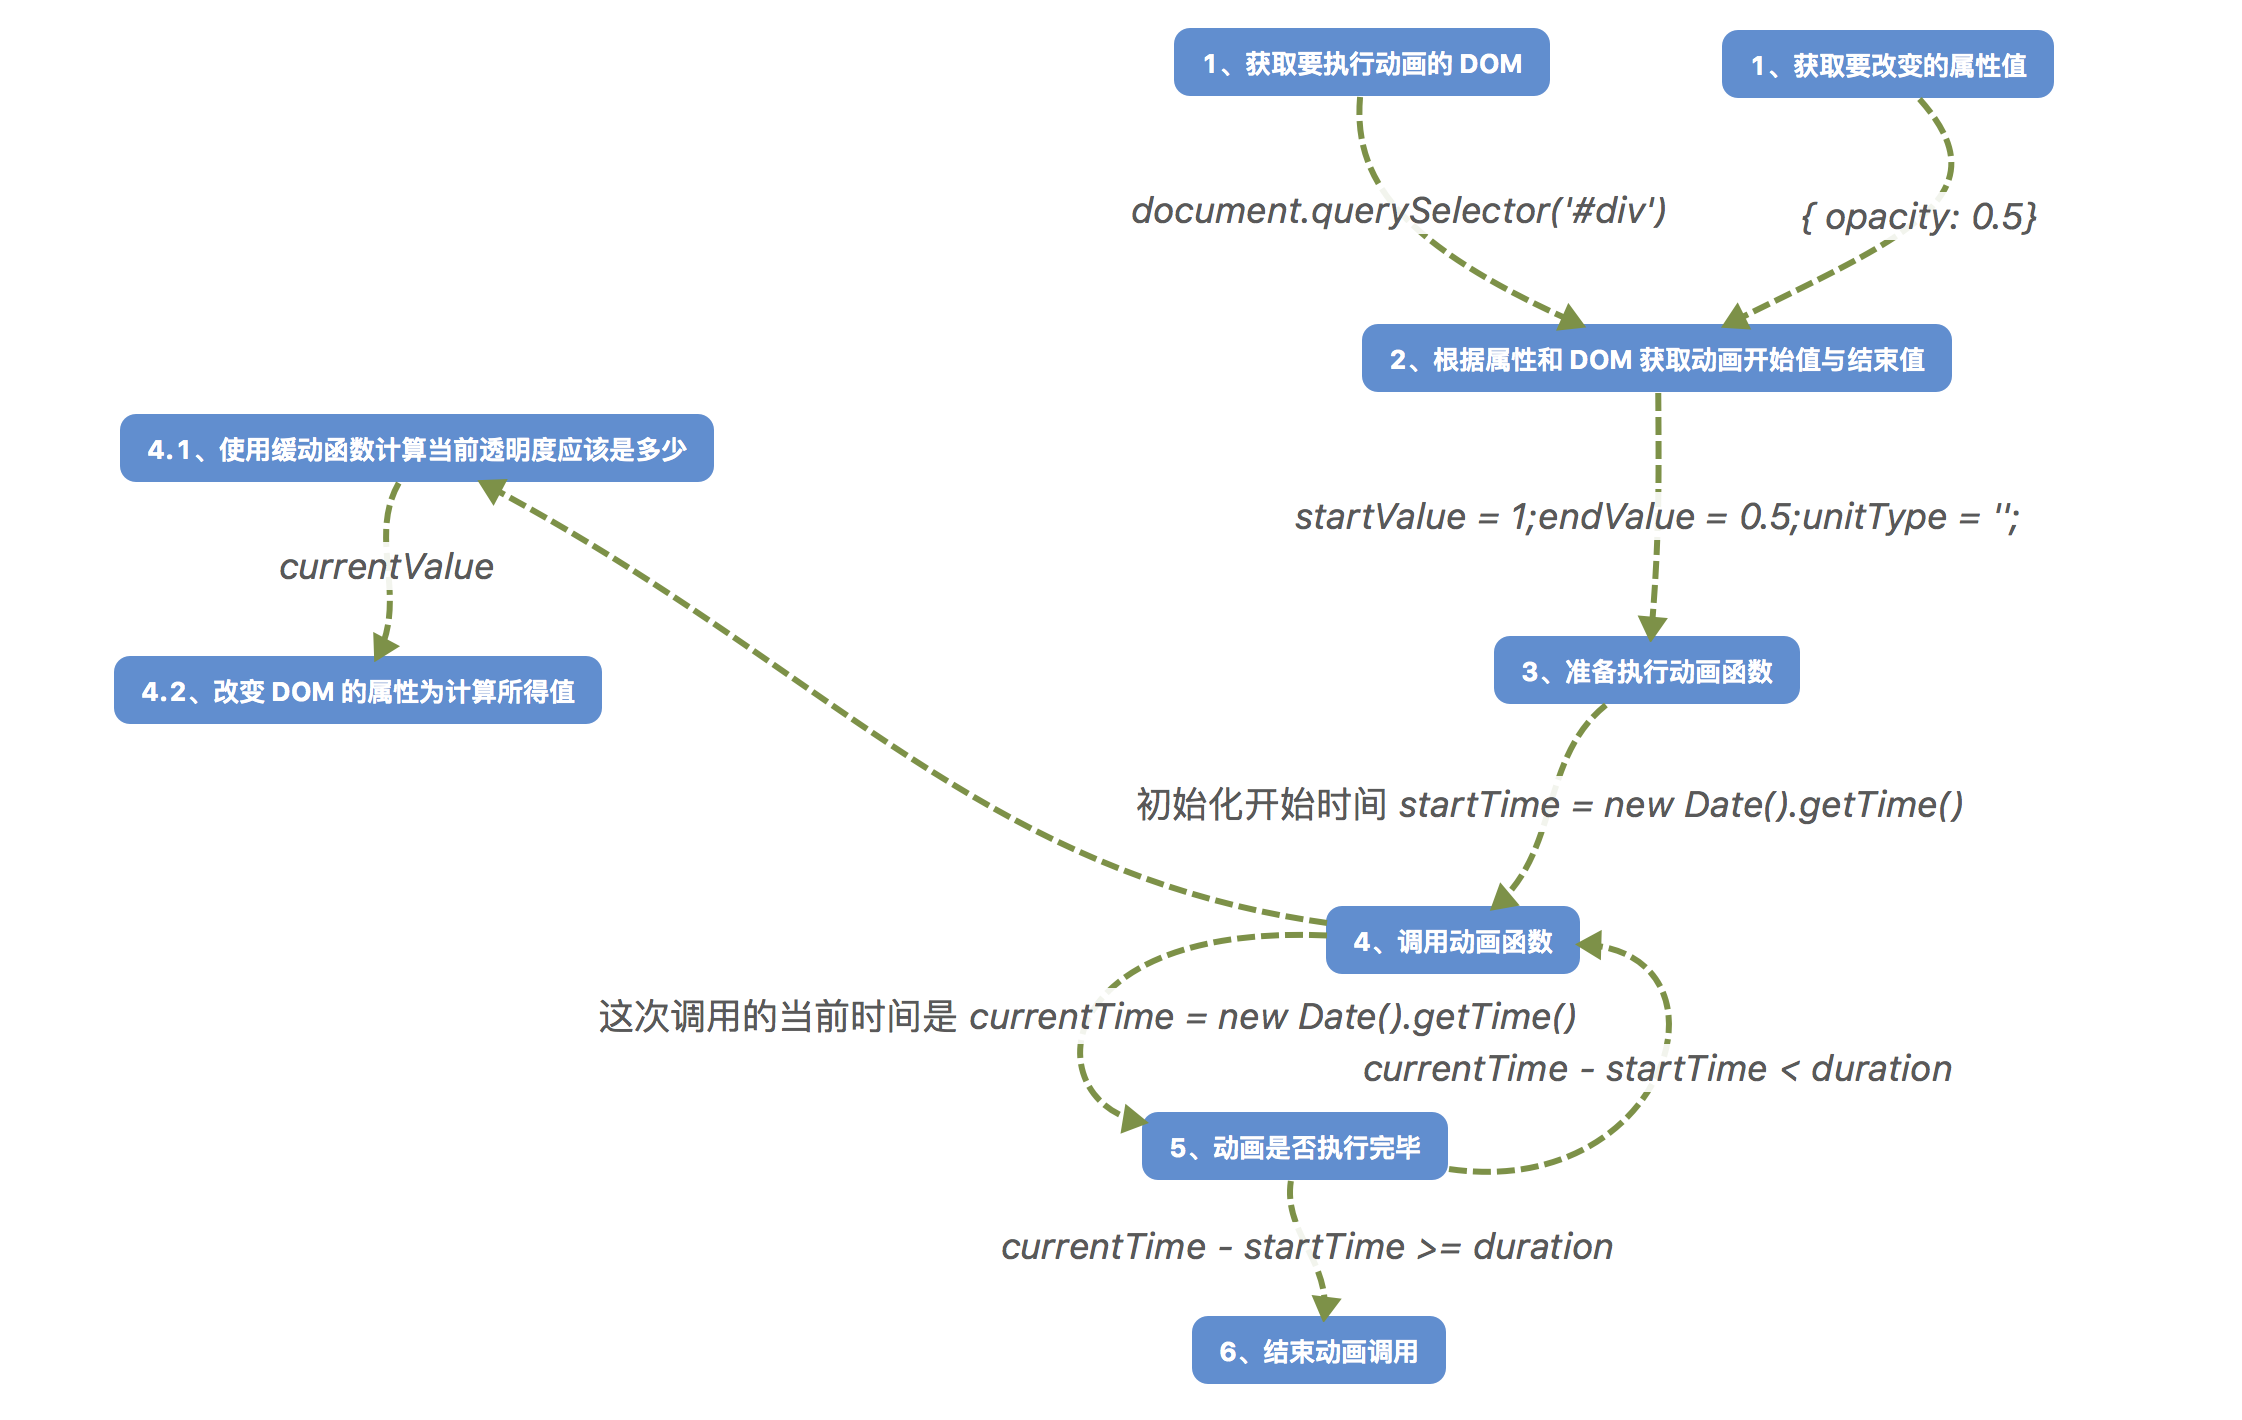 1、获取要执行动画的 DOM
1、获取要改变的属性值
document.querySelector('#div')
{ opacity: 0.5}
2、根据属性和 DOM 获取动画开始值与结束值
4.1、使用缓动函数计算当前透明度应该是多少
startValue = 1;endValue = 0.5;unitType = '';
currentValue
3、准备执行动画函数
4.2、改变 DOM 的属性为计算所得值
初始化开始时间 startTime = new Date().getTime()
4、调用动画函数
这次调用的当前时间是 currentTime = new Date().getTime()
currentTime - startTime < duration
5、动画是否执行完毕
currentTime - startTime >= duration
6、结束动画调用